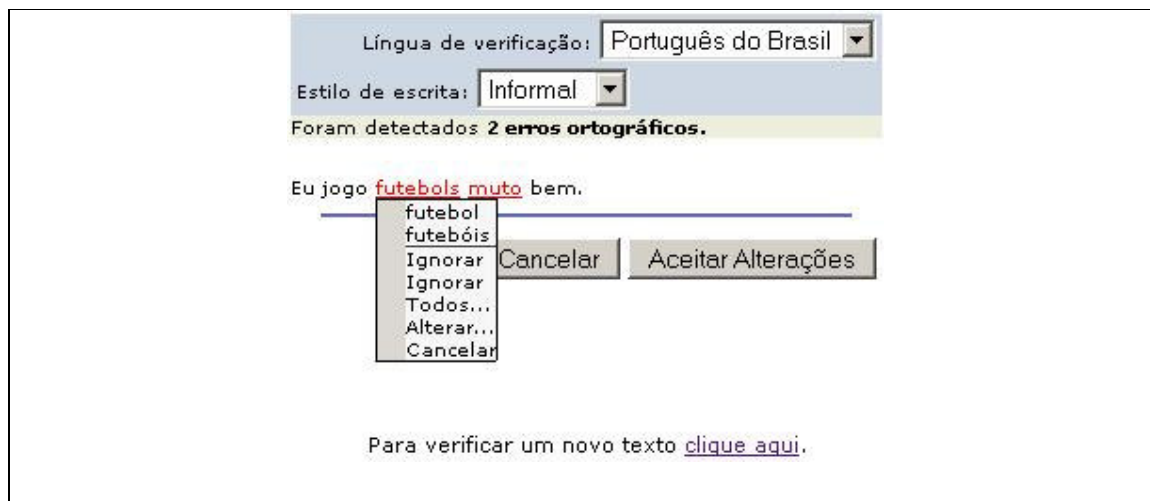 Língua de verificação: Português do Brasil
Estilo de escrita: Informal
Foram detectados 2 erros ortográficos.
Eu jogo futebols muto bem.
futebol
futebóis
Ignorar
Ignorar
Todos...
Alterar...
Cancelar
Cancelar Aceitar Alterações
Para verificar um novo texto clique aqui.